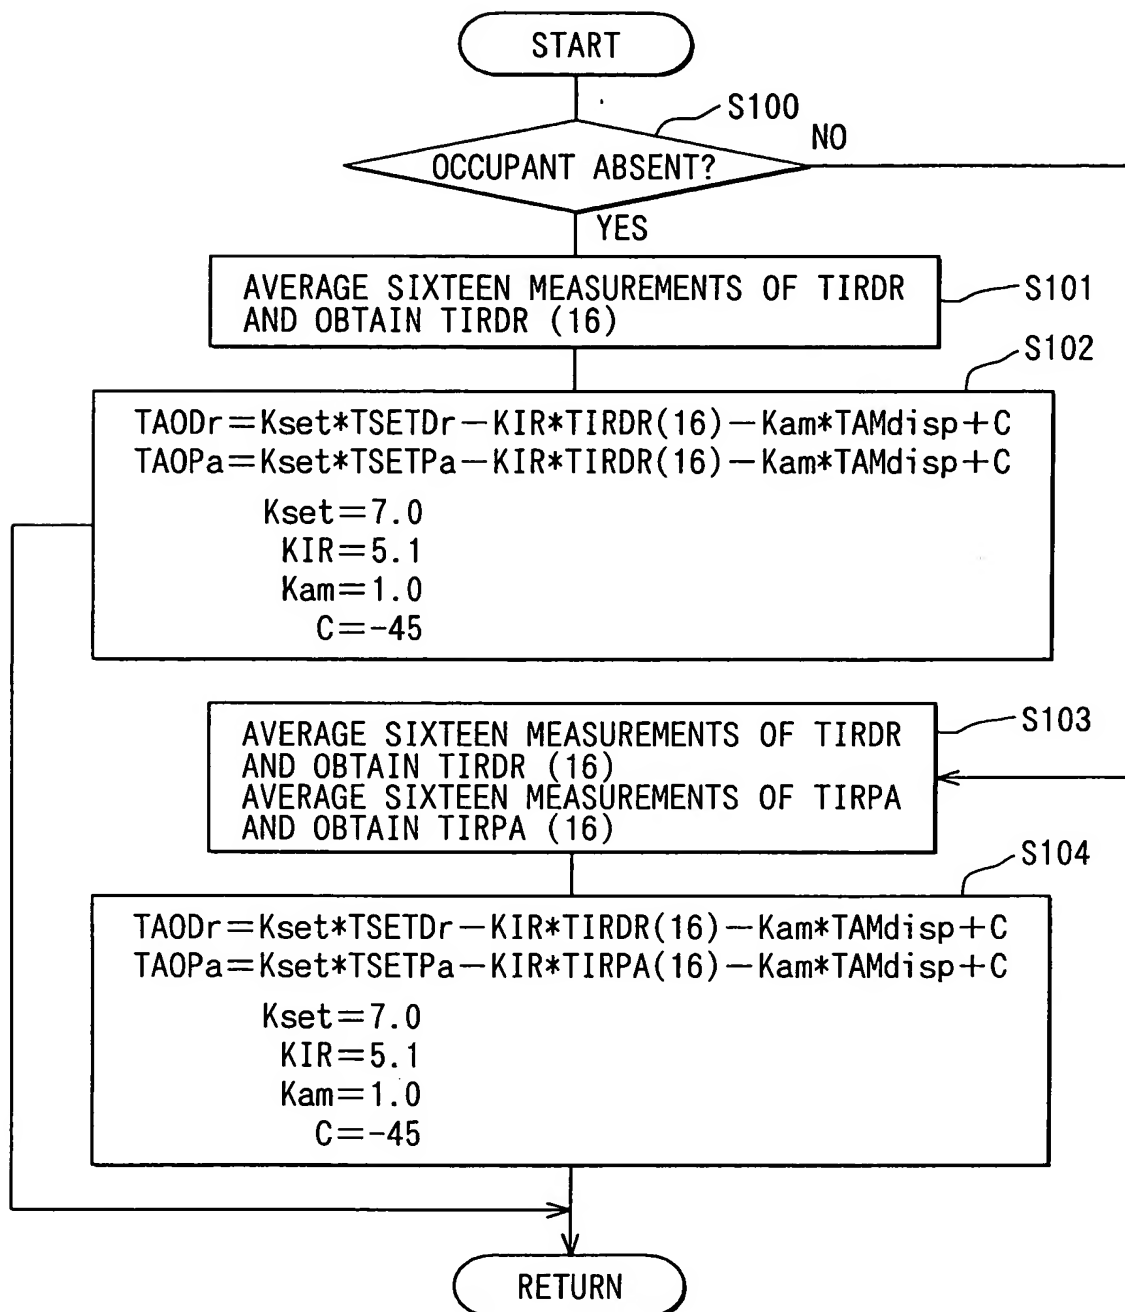 START
S100
NO
OCCUPANT ABSENT?
YES
AVERAGE SIXTEEN MEASUREMENTS OF TIRDR
AND OBTAIN TIRDR (16)
S101
S102
TAODr=Kset*TSETDr-KIR*TIRDR(16)-Kam*TAMdisp+C
TAOPa=Kset*TSETPa-KIR*TIRDR(16)-Kam*TAMdisp+C
Kset=7.0
KIR=5.1
Kam=1.0
C=-45
S103
AVERAGE SIXTEEN MEASUREMENTS OF TIRDR
AND OBTAIN TIRDR (16)
AVERAGE SIXTEEN MEASUREMENTS OF TIRPA
AND OBTAIN TIRPA (16)
S104
TAODr=Kset*TSETDr-KIR*TIRDR(16)-Kam*TAMdisp+C
TAOPa=Kset*TSETPa-KIR*TIRPA(16)-Kam*TAMdisp+C
Kset=7.0
KIR=5.1
Kam=1.0
C=-45
RETURN